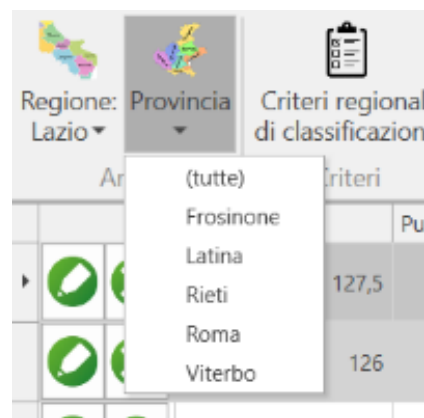 Regione: Provincia Criteri regional
Lazio di classificazion
Ar
riteri
(tutte)
Frosinone
Latina
Rieti
Roma
Viterbo
Pu
127,5
126